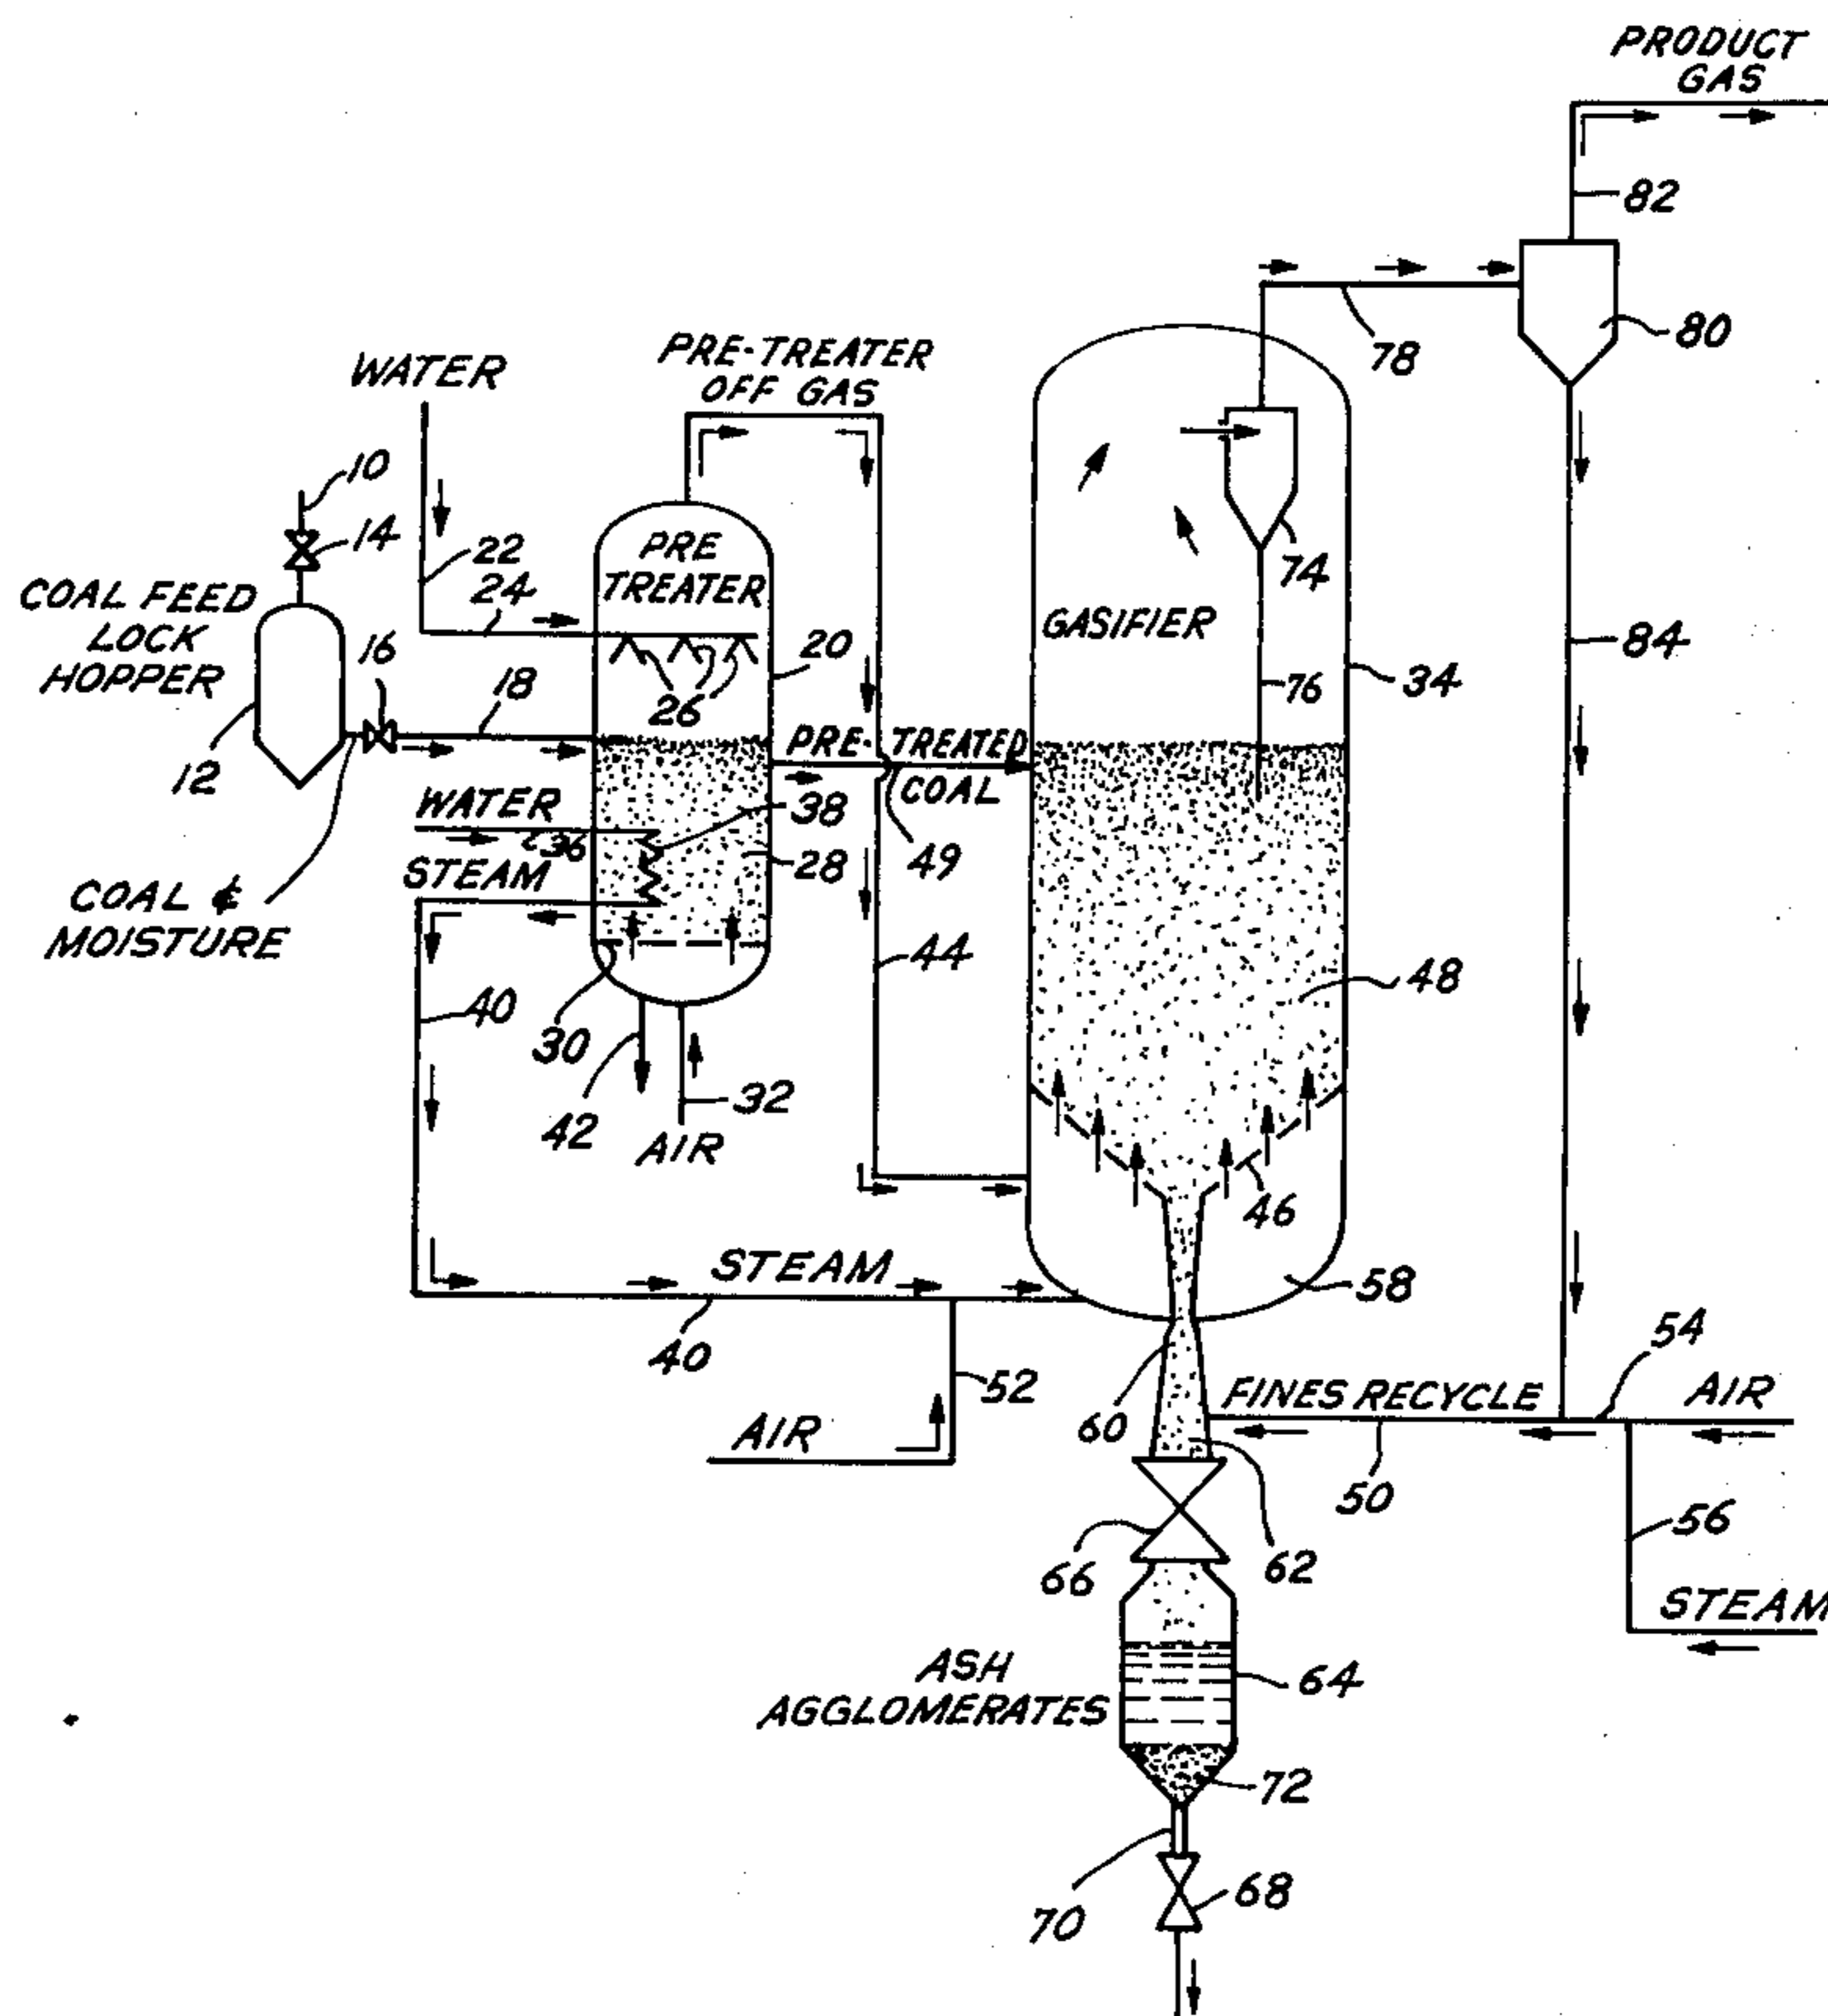 PRODUCT
GAS
82
80
78
PRE-TREATER
OFF GAS
WATER
10
14
22
24
PRE
TREATER
74
COAL FEED
LOCK
HOPPER
16
18
20
26
GASIFIER
76
34
84
12
PRE-TREATED
COAL
49
WATER
36
38
STEAM
28
COAL &
MOISTURE
44
48
40
30
42
32
AIR
46
STEAM
58
40
52
54
AIR
FINES RECYCLE
60
AIR
50
56
66
62
STEAM
ASH
AGGLOMERATES
64
72
70
68